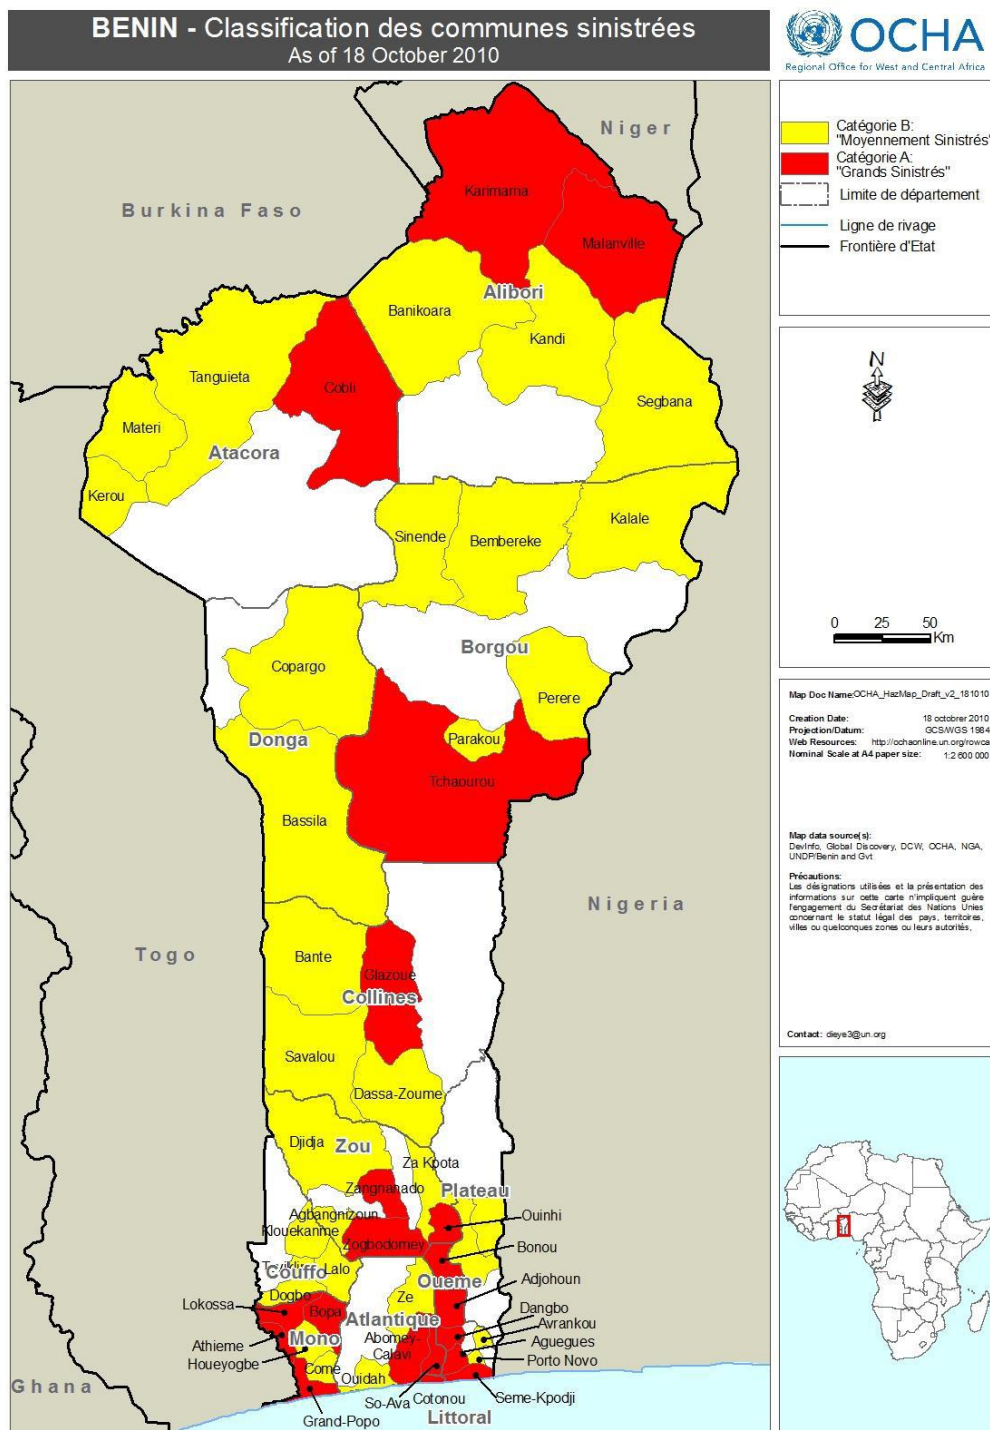 BENIN - Classification des communes sinistrées
As of 18 October 2010
OCHA
Regional Office for West and Central Africa
Catégorie B:
"Moyennement Sinistrés"
Catégorie A:
"Grands Sinistrés"
Limite de département
Ligne de rivage
Frontière d'Etat
N
0 25 50
Km
Map Doc Name:OCHA_HazMap_Draft_v2_181010
Creation Date: 18 octobrer 2010
Projection/Datum: GCS/WGS 1984
Web Resources: http://ochaonline.un.org/rowca
Nominal Scale at A4 paper size: 1:2 600 000
Map data source(s):
DevInfo, Global Discovery, DCW, OCHA, NGA,
UNDP/Benin and Gvt
Précautions:
Les désignations utilisées et la présentation des
informations sur cette carte n'impliquent guère
l'engagement du Secrétariat des Nations Unies
concernant le statut légal des pays, territoires,
villes ou quelconques zones ou leurs autorités,
Contact: dieye3@un.org
Niger
Burkina Faso
Karimama
Malanville
Alibori
Banikoara
Kandi
Tanguieta
Cobli
Segbana
Materi
Atacora
Kerou
Sinende
Bembereke
Kalale
Borgou
Copargo
Perere
Donga
Parakou
Tchaourou
Bassila
Nigeria
Togo
Bante
Glazoue
Collines
Savalou
Dassa-Zoume
Djidja
Zou
Za Kpota
Zangnanado
Plateau
Agbangnizoun
Ouinhi
Klouekanme
Zogbodomey
Bonou
Lalo
Couffo
Oueme
Adjohoun
Dogbo
Ze
Lokossa
Bopa
Atlantique
Dangbo
Avrankou
Athieme
Mono
Abomey-
Calavi
Aguegues
Houeyogbe
Porto Novo
Come
Ouidah
Ghana
So-Ava
Cotonou
Seme-Kpodji
Grand-Popo
Littoral